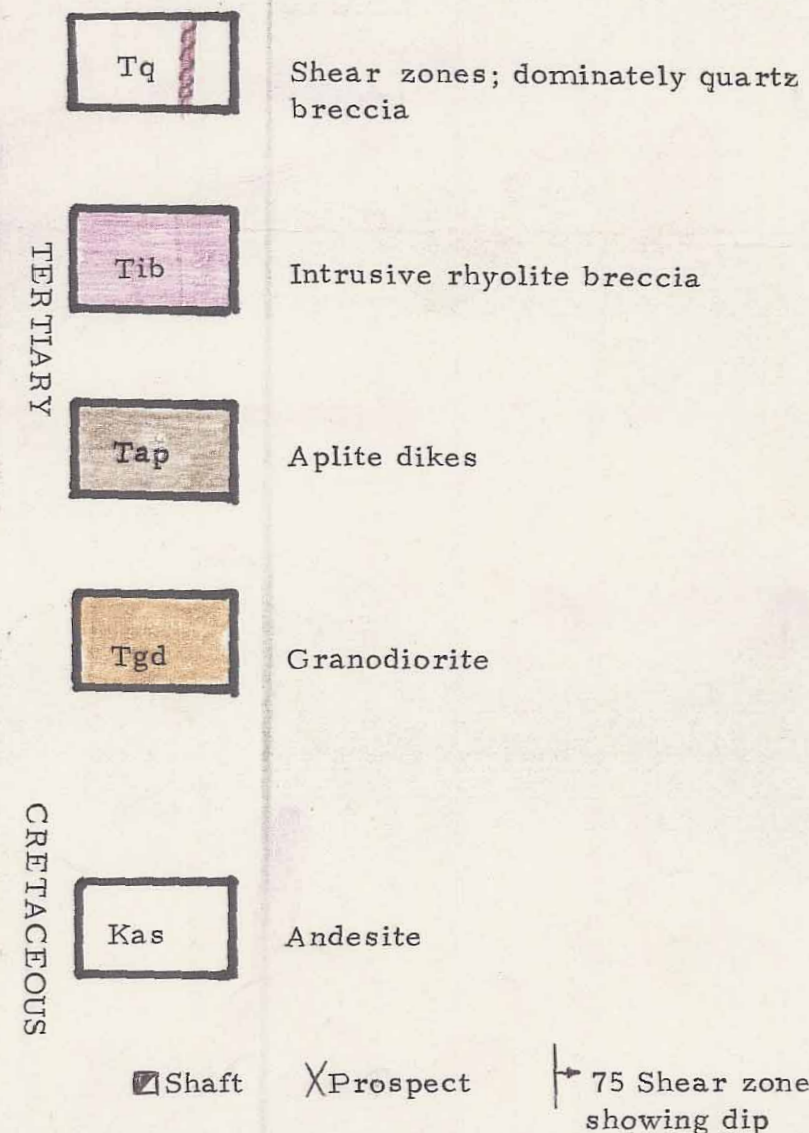 Tq
Shear zones; dominately quartz
breccia
TERTIARY
Tib
Intrusive rhyolite breccia
Tap
Aplite dikes
Tgd
Granodiorite
CRETACEOUS
Kas
Andesite
Shaft
XProspect
75 Shear zone
showing dip